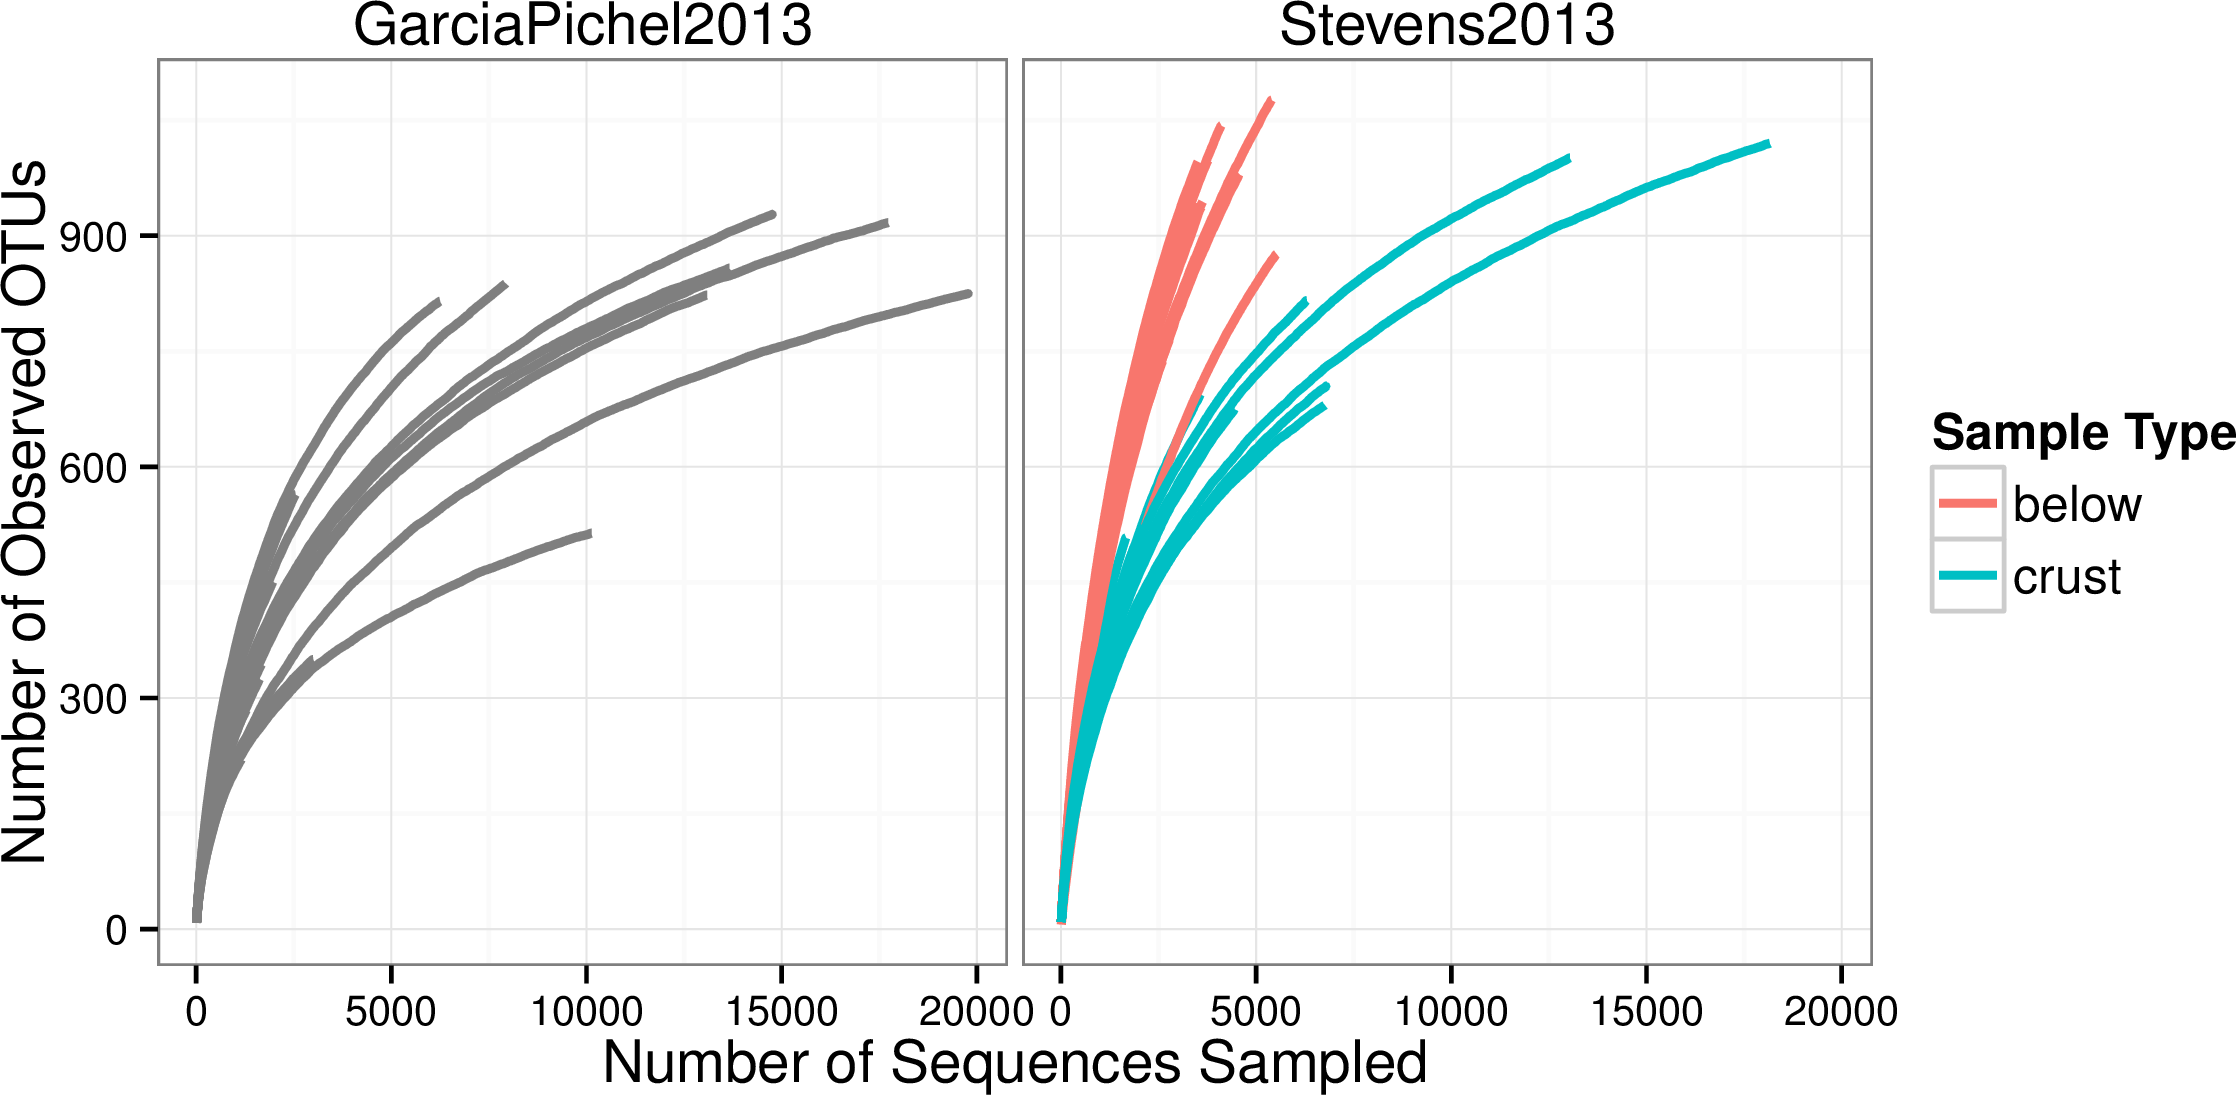 GarciaPichel2013
Stevens2013
Number of Observed OTUs
900
600
300
0
0 5000 10000 15000 20000
0 5000 10000 15000 20000
Number of Sequences Sampled
Sample Type
below
crust